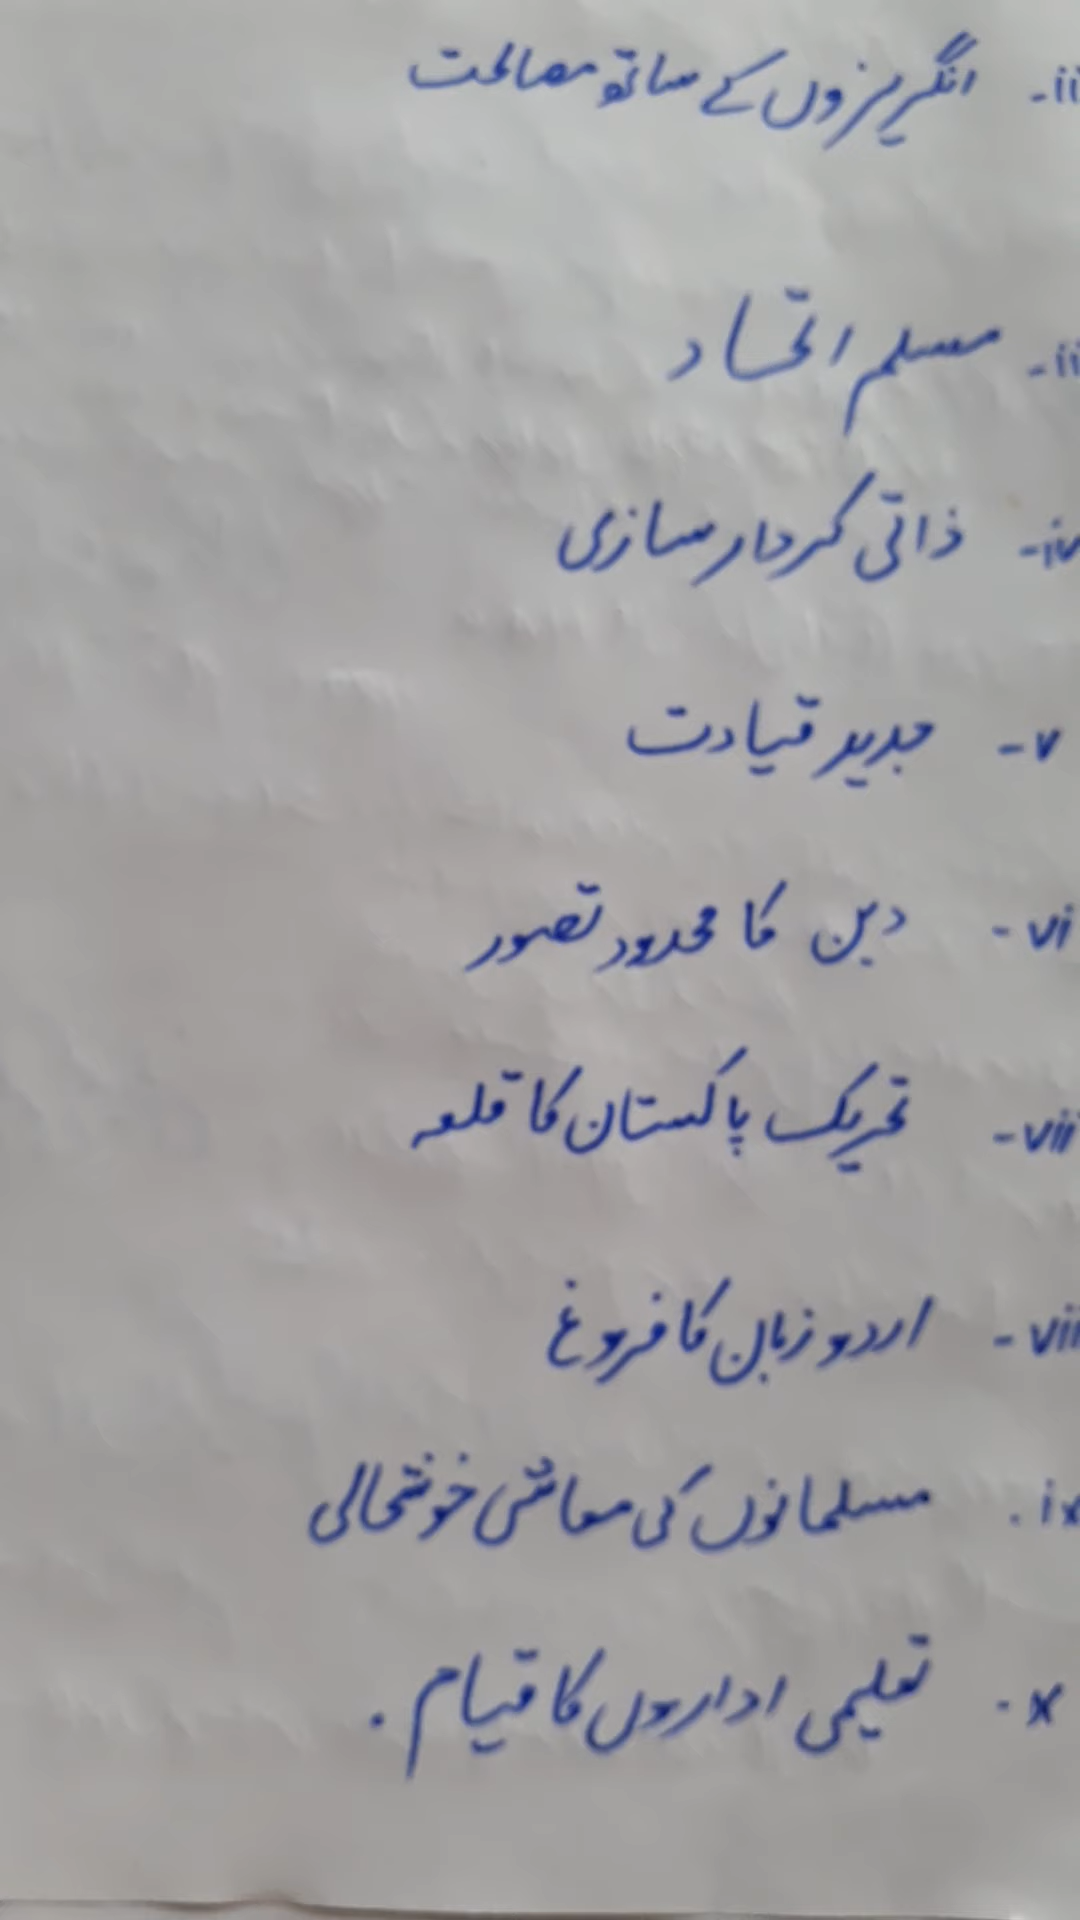 ii- انگریزوں کے ساتھ مصالحت
ii- مسلم اتحاد
iv- ذاتی کردار سازی
v- جدید قیادت
vi- دین کا محدود تصور
vii- تحریک پاکستان کا قلعہ
vii- اردو زبان کا فروغ
ix. مسلمانوں کی معاشی خوشحالی
x. تعلیمی اداروں کا قیام.